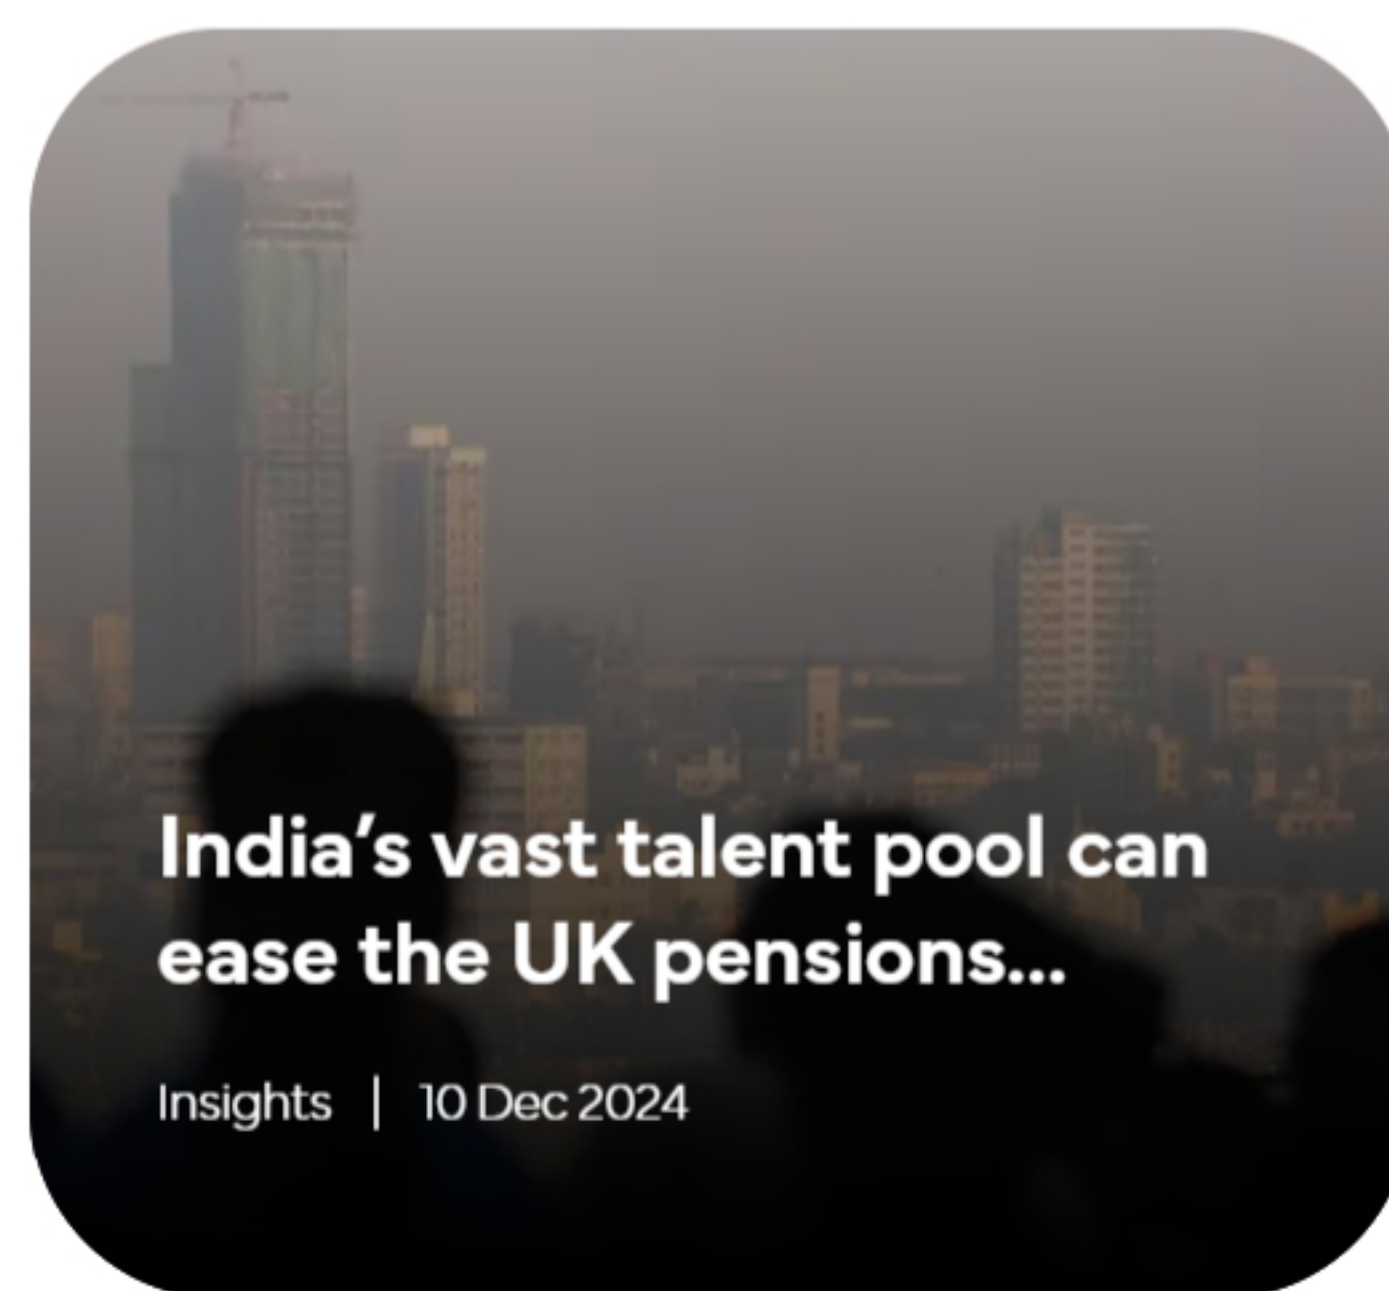 India’s vast talent pool can
ease the UK pensions...
Insights | 10 Dec 2024